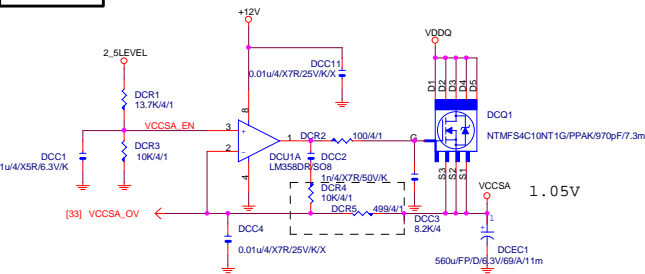 +12V
2_5LEVEL
VDDQ
DCC11
0.01u/4/X7R/25V/K/X
DCR1
13.7K/4/1
D1
D2
D3
D4
D5
8
VCCSA_EN
3
+
1
DCR2
100/4/1
G
DCQ1
NTMFS4C10NT1G/PPAK/970pF/7.3m
DCC1
1u/4/X5R/6.3V/K
DCR3
10K/4/1
2
-
4
DCU1A
LM358DR/SO8
DCC2
1n/4/X7R/50V/K
S3
S2
S1
DCR4
10K/4/1
VCCSA
1.05V
[33] VCCSA_OV
DCR5
499/4/1
DCC3
8.2K/4
1
+
DCC4
0.01u/4/X7R/25V/K/X
DCEC1
560u/FP/D/6.3V/69/A/11m